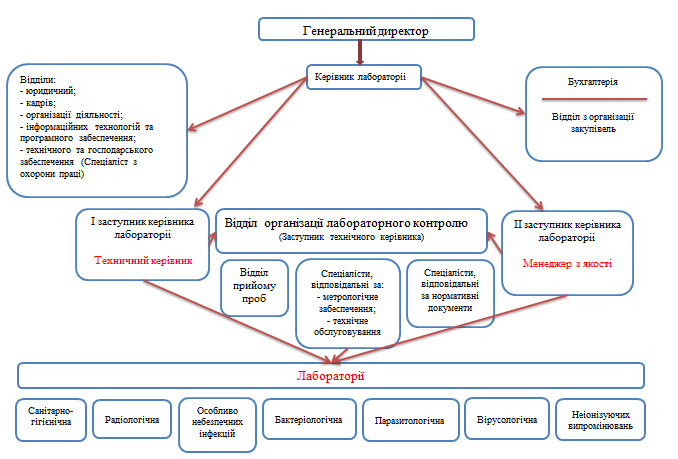 Генеральний директор
Керівник лабораторії
Відділи:
- юридичний;
- кадрів;
- організації діяльності;
- інформаційних технологій та
програмного забезпечення;
- технічного та господарського
забезпечення (Спеціаліст з
охорони праці)
Бухгалтерія
Відділ з організації
закупівель
І заступник керівника
лабораторії
Техничний керівник
Відділ організації лабораторного контролю
(Заступник технічного керівника)
ІІ заступник керівника
лабораторії
Менеджер з якості
Відділ
прийому
проб
Спеціалісти,
відповідальні за:
- метрологічне
забезпечення;
- технічне
обслуговування
Спеціалісти,
відповідальні
за нормативні
документи
Лабораторії
Санітарно-
гігієнічна
Радіологічна
Особливо
небезпечних
інфекцій
Бактеріологічна
Паразитологічна
Вірусологічна
Неіонізуючих
випромінювань